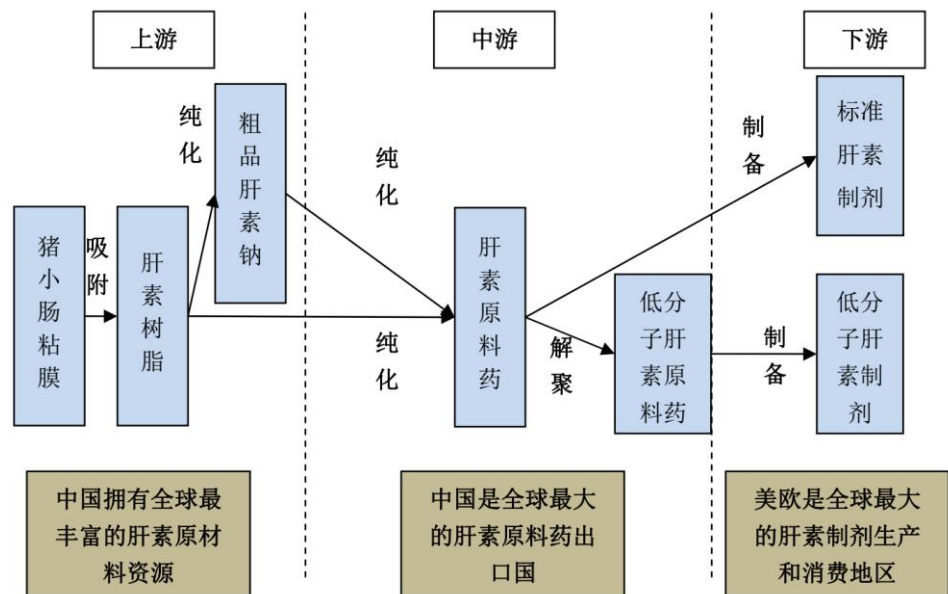 上游
中游
下游
纯化
粗品肝素钠
纯化
制备
标准
肝素
制剂
猪小肠粘膜
吸附
肝素树脂
肝素原料药
纯化
解聚
低分
子肝
素原
料药
制备
低分
子肝
素制
剂
中国拥有全球最
丰富的肝素原材
料资源
中国是全球最大
的肝素原料药出
口国
美欧是全球最大
的肝素制剂生产
和消费地区